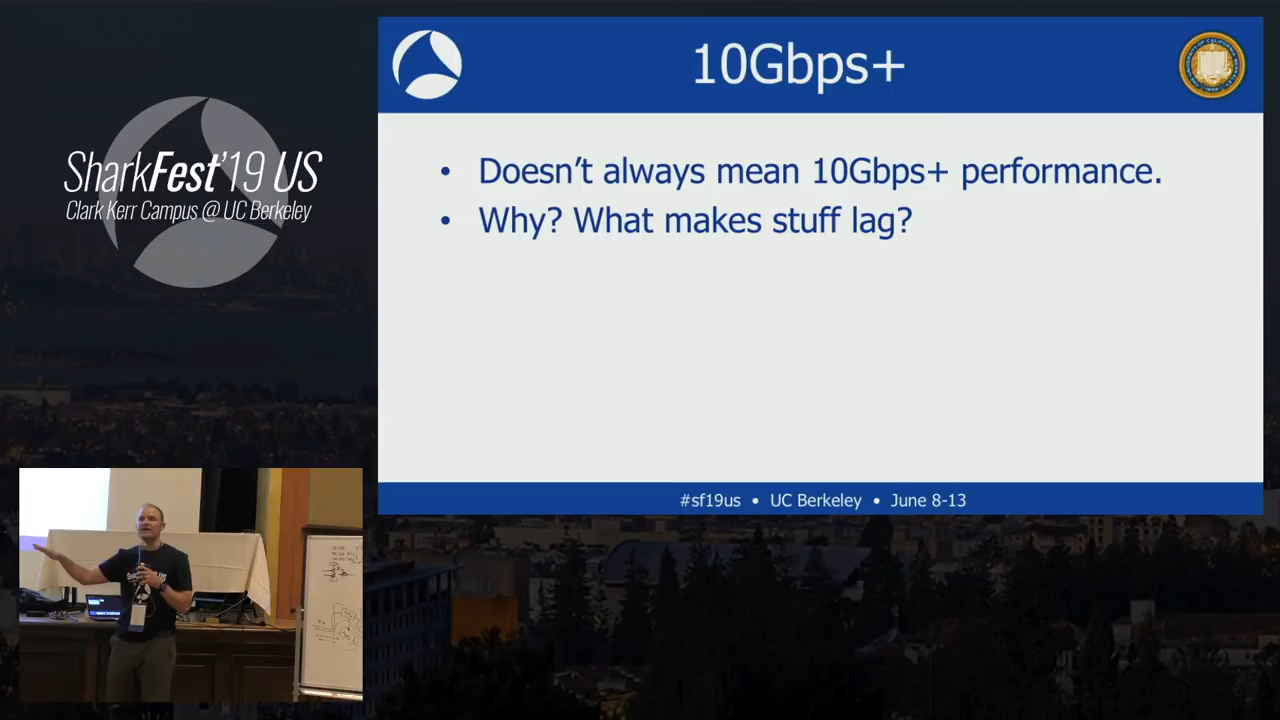 SharkFest'19 US
Clark Kerr Campus @ UC Berkeley
10Gbps+
• Doesn't always mean 10Gbps+ performance.
• Why? What makes stuff lag?
#sf19us • UC Berkeley • June 8-13